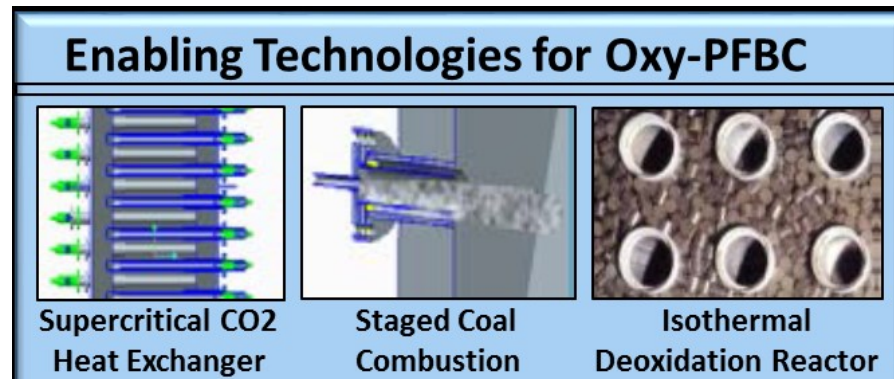 Enabling Technologies for Oxy-PFBC
Supercritical CO2
Heat Exchanger
Staged Coal
Combustion
Isothermal
Deoxidation Reactor